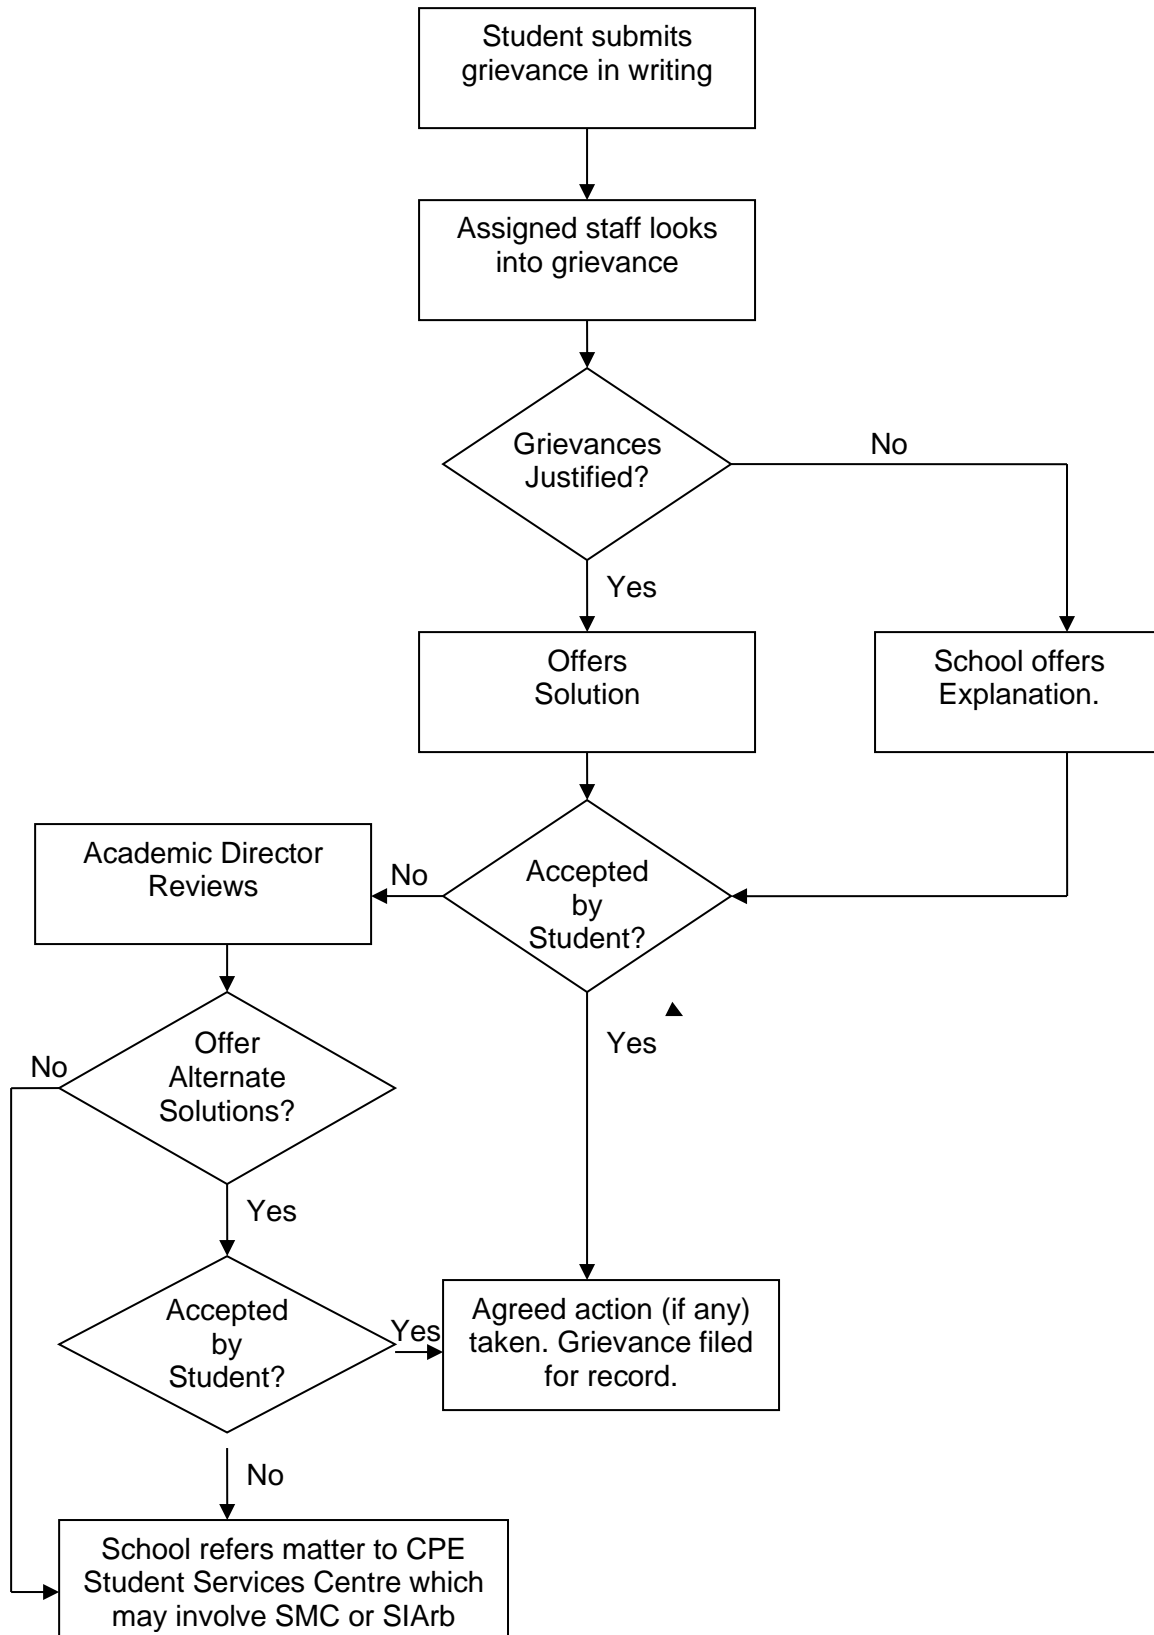 Student submits
grievance in writing
Assigned staff looks
into grievance
Grievances
Justified?
No
Yes
Offers
Solution
School offers
Explanation.
Academic Director
Reviews
No
Accepted
by
Student?
Yes
No
Offer
Alternate
Solutions?
Yes
Accepted
by
Student?
Yes
Agreed action (if any)
taken. Grievance filed
for record.
No
School refers matter to CPE
Student Services Centre which
may involve SMC or SIArb